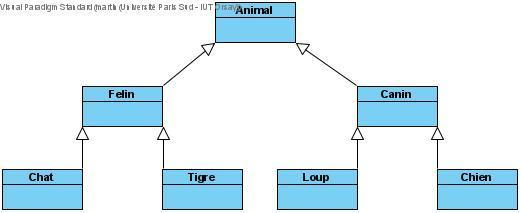 Visual Paradigm Standard (martin (Université Paris Sud - IUT Orsay))
Animal
Felin
Canin
Chat
Tigre
Loup
Chien